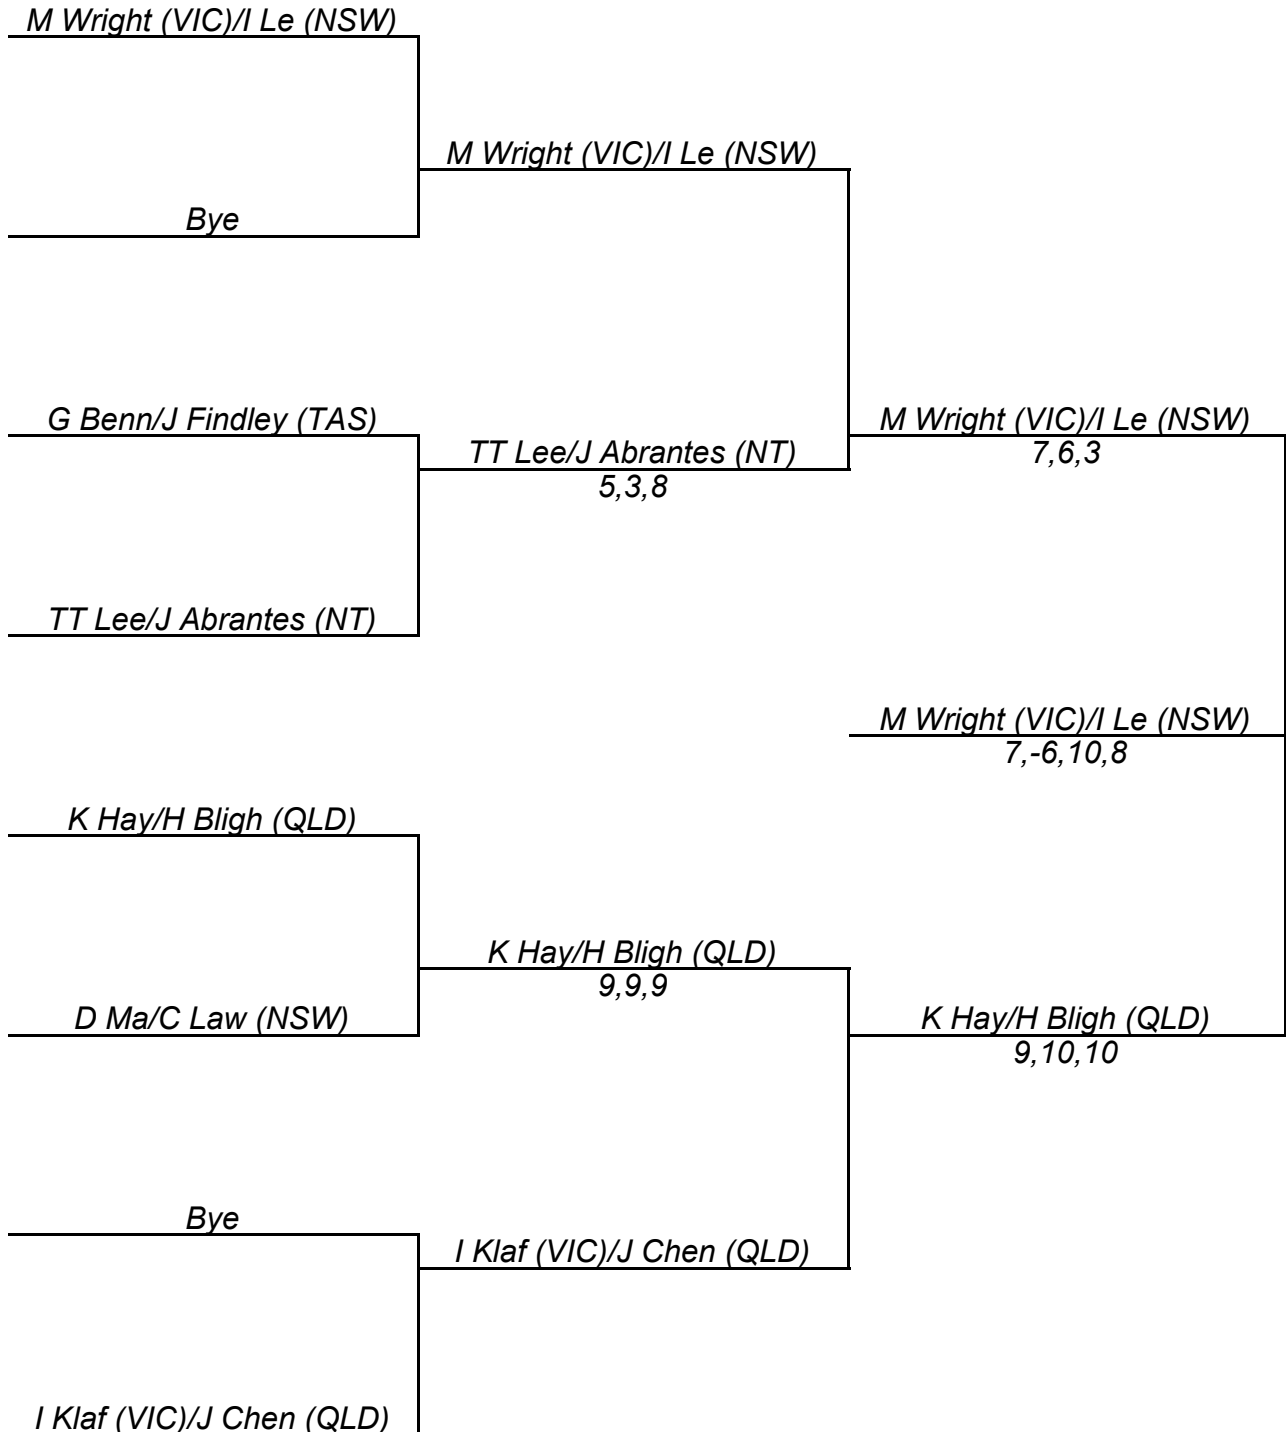 M Wright (VIC)/I Le (NSW)
M Wright (VIC)/I Le (NSW)
Bye
G Benn/J Findley (TAS)
M Wright (VIC)/I Le (NSW)
TT Lee/J Abrantes (NT)
7,6,3
5,3,8
TT Lee/J Abrantes (NT)
M Wright (VIC)/I Le (NSW)
7,-6,10,8
K Hay/H Bligh (QLD)
K Hay/H Bligh (QLD)
9,9,9
D Ma/C Law (NSW)
K Hay/H Bligh (QLD)
9,10,10
Bye
I Klaf (VIC)/J Chen (QLD)
I Klaf (VIC)/J Chen (QLD)